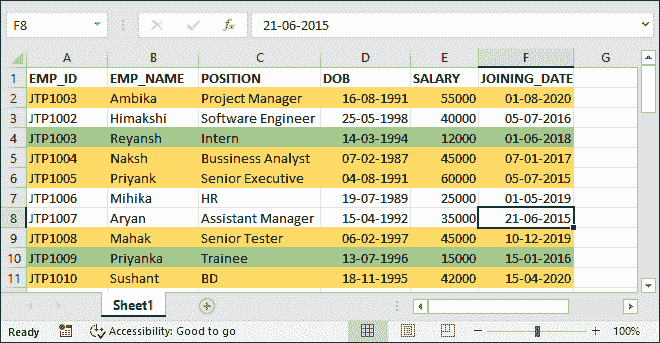 F8 fx 21-06-2015
A B C D E F G
1 EMP_ID EMP_NAME POSITION DOB SALARY JOINING_DATE
2 JTP1003 Ambika Project Manager 16-08-1991 55000 01-08-2020
3 JTP1002 Himakshi Software Engineer 25-05-1998 40000 05-07-2016
4 JTP1003 Reyansh Intern 14-03-1994 12000 01-06-2018
5 JTP1004 Naksh Bussiness Analyst 07-02-1987 45000 07-01-2017
6 JTP1005 Priyank Senior Executive 04-08-1991 60000 05-07-2015
7 JTP1006 Mihika HR 19-07-1989 25000 01-05-2019
8 JTP1007 Aryan Assistant Manager 15-04-1992 35000 21-06-2015
9 JTP1008 Mahak Senior Tester 06-02-1997 45000 10-12-2019
10 JTP1009 Priyanka Trainee 13-07-1996 15000 15-01-2016
11 JTP1010 Sushant BD 18-11-1995 42000 15-04-2020
Sheet1
Ready Accessibility: Good to go 100%